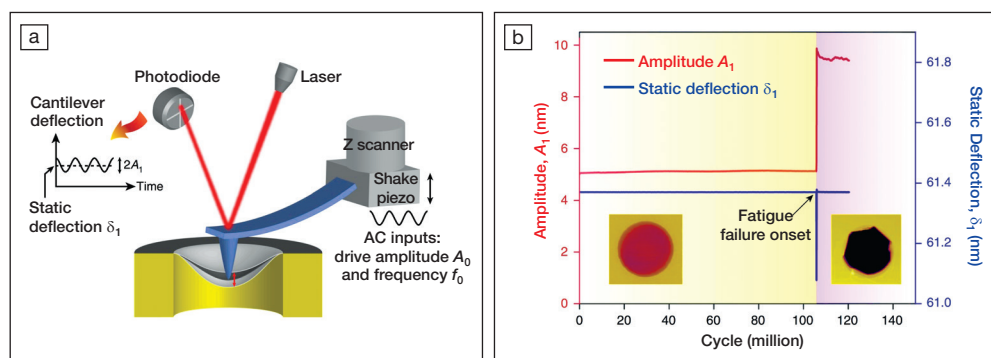 a
Photodiode
Laser
Cantilever
deflection
2A₁
Time
Static
deflection δ₁
Z scanner
Shake
piezo
AC inputs:
drive amplitude A₀
and frequency f₀
b
Amplitude A₁
Static deflection δ₁
Amplitude, A₁ (nm)
10
8
6
4
2
0
Fatigue
failure onset
0 20 40 60 80 100 120 140
Cycle (million)
61.8
61.6
61.4
61.2
61.0
Static Deflection, δ₁ (nm)